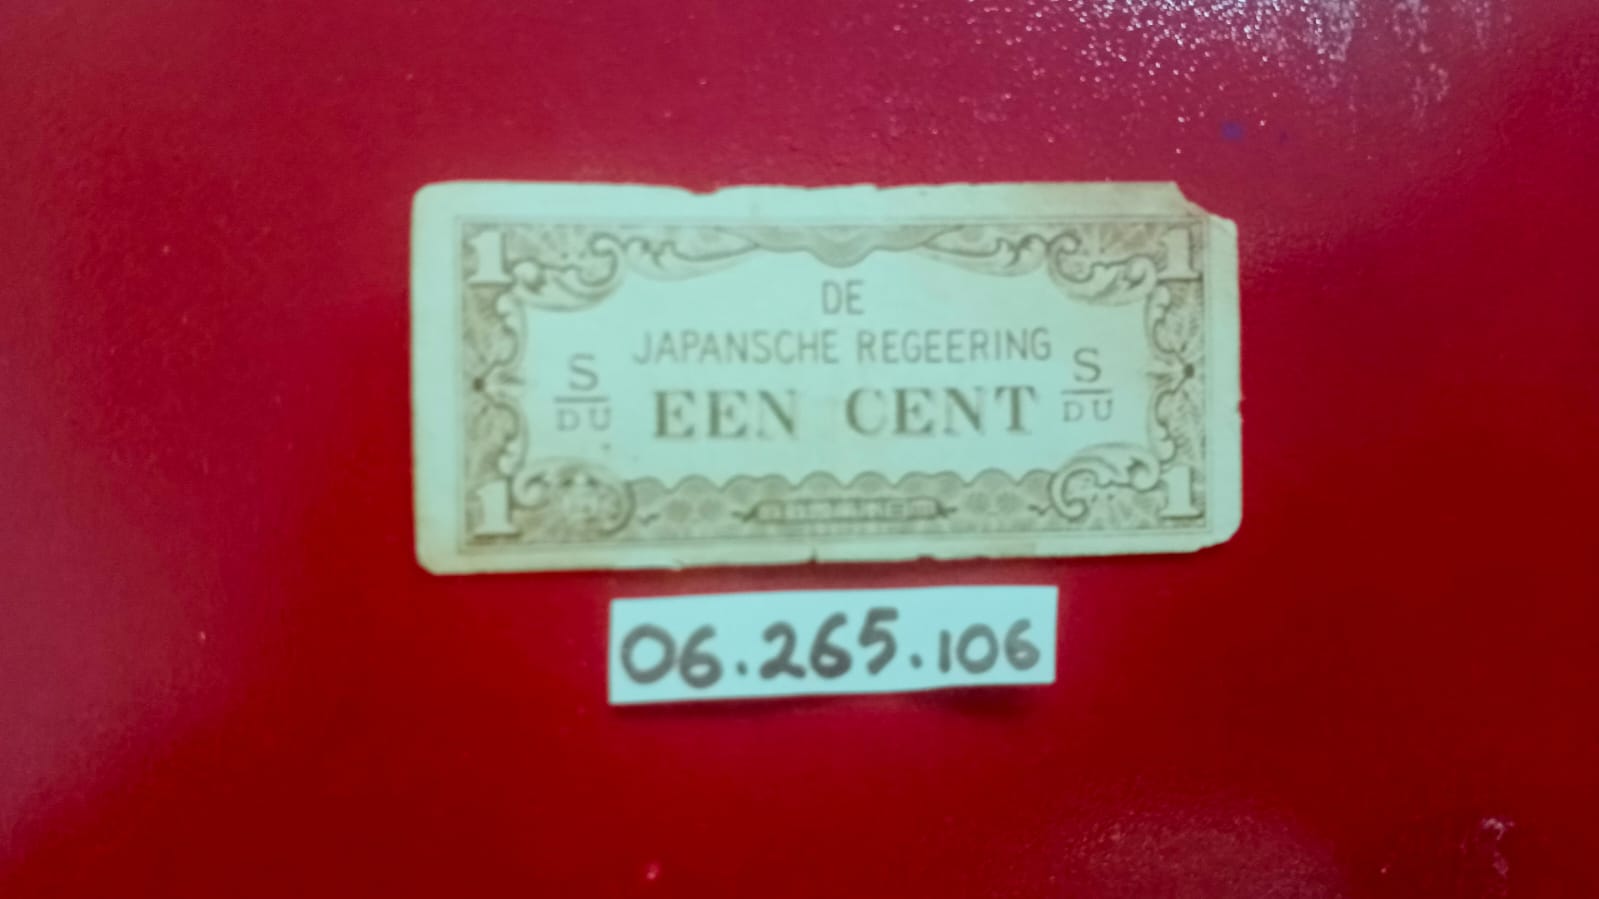 1 1
DE
JAPANSCHE REGEERING
S/DU EEN CENT S/DU
1 1
06.265.106